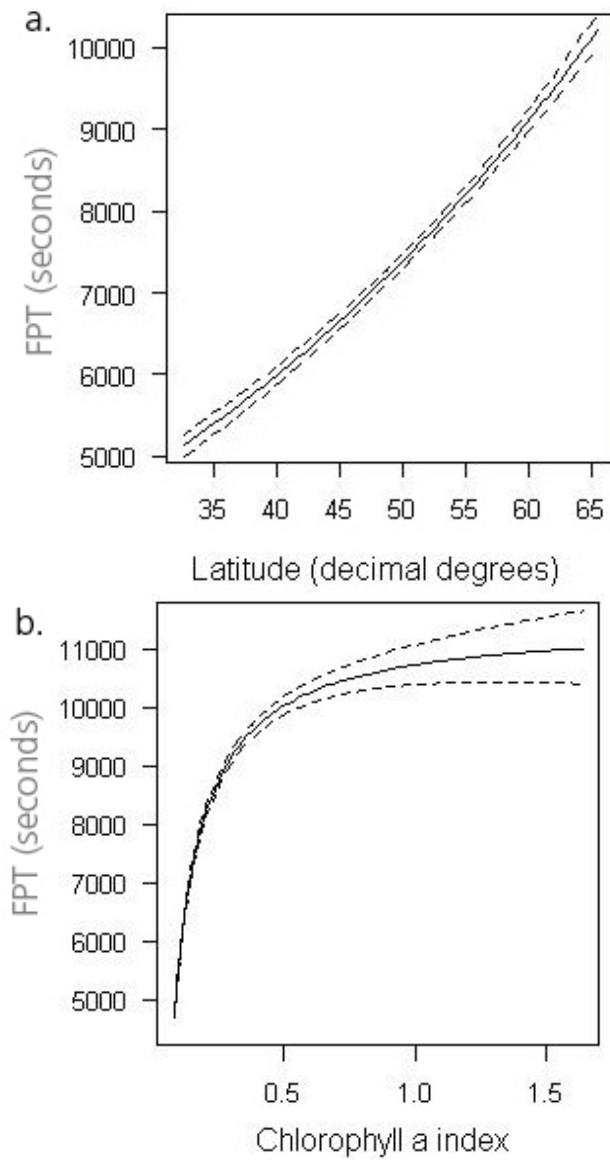 a.
10000
9000
8000
7000
6000
5000
FPT (seconds)
35 40 45 50 55 60 65
Latitude (decimal degrees)
b.
11000
10000
9000
8000
7000
6000
5000
FPT (seconds)
0.5 1.0 1.5
Chlorophyll a index